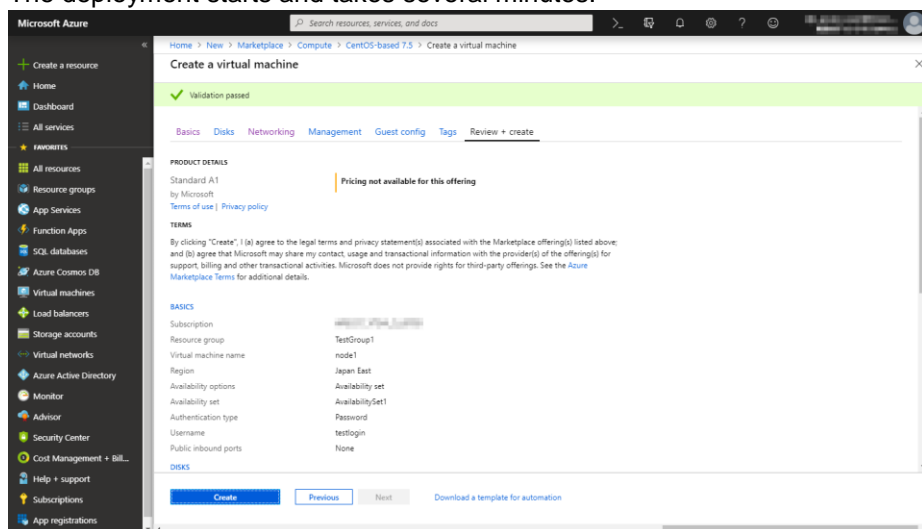 The deployment starts and takes several minutes.
Microsoft Azure
Search resources, services, and docs
Home > New > Marketplace > Compute > CentOS-based 7.5 > Create a virtual machine
Create a virtual machine
Validation passed
Create a resource
Home
Dashboard
All services
FAVORITES
All resources
Resource groups
App Services
Function Apps
SQL databases
Azure Cosmos DB
Virtual machines
Load balancers
Storage accounts
Virtual networks
Azure Active Directory
Monitor
Advisor
Security Center
Cost Management + Bill...
Help + support
Subscriptions
App registrations
Basics Disks Networking Management Guest config Tags Review + create
PRODUCT DETAILS
Standard A1
by Microsoft
Terms of use | Privacy policy
Pricing not available for this offering
TERMS
By clicking "Create", I (a) agree to the legal terms and privacy statement(s) associated with the Marketplace offering(s) listed above;
and (b) agree that Microsoft may share my contact, usage and transactional information with the provider(s) of the offering(s) for
support, billing and other transactional activities. Microsoft does not provide rights for third-party offerings. See the Azure
Marketplace Terms for additional details.
BASICS
Subscription
Resource group TestGroup1
Virtual machine name node1
Region Japan East
Availability options Availability set
Availability set AvailabilitySet1
Authentication type Password
Username testlogin
Public inbound ports None
DISKS
Create Previous Next Download a template for automation